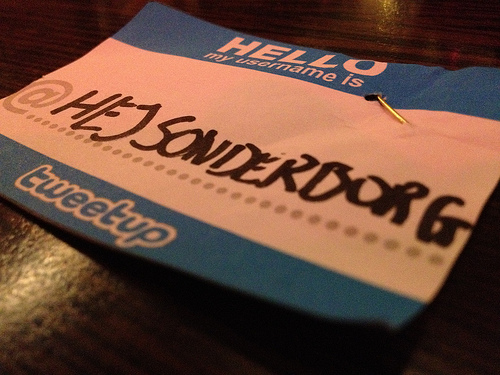 HELLO
my username is
@HEJSONDERBORG
tweetup